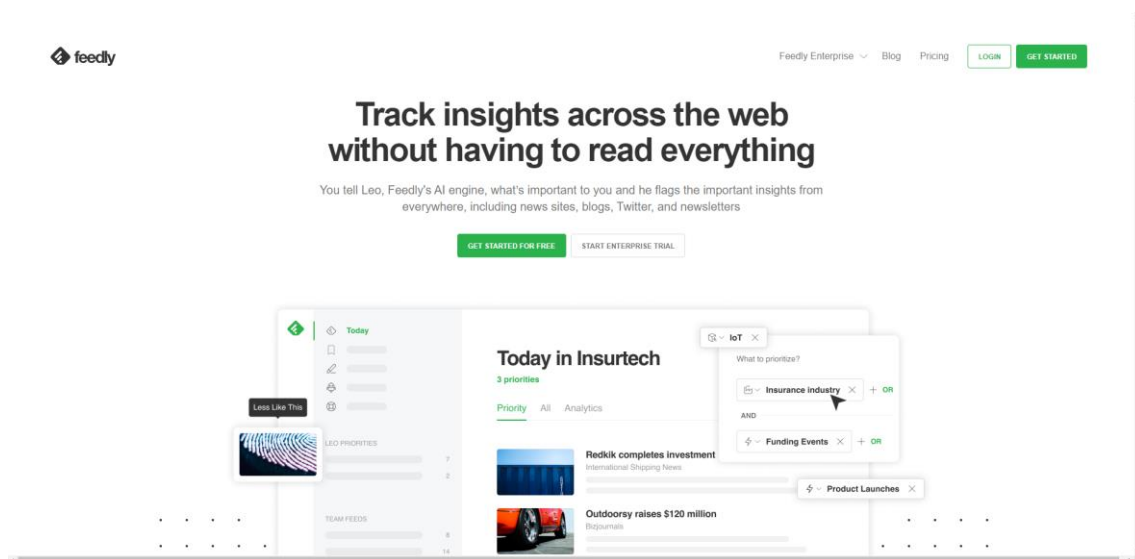 feedly
Feedly Enterprise
Blog
Pricing
LOGIN
GET STARTED
Track insights across the web
without having to read everything
You tell Leo, Feedly's AI engine, what's important to you and he flags the important insights from
everywhere, including news sites, blogs, Twitter, and newsletters
GET STARTED FOR FREE
START ENTERPRISE TRIAL
Today
Less Like This
LEO PRIORITIES
7
2
TEAM FEEDS
6
14
Today in Insurtech
3 priorities
Priority All Analytics
Redkik completes investment
International Shipping News
Outdoorsy raises $120 million
Bizjournals
IoT
What to prioritize?
Insurance industry
OR
AND
Funding Events
OR
Product Launches